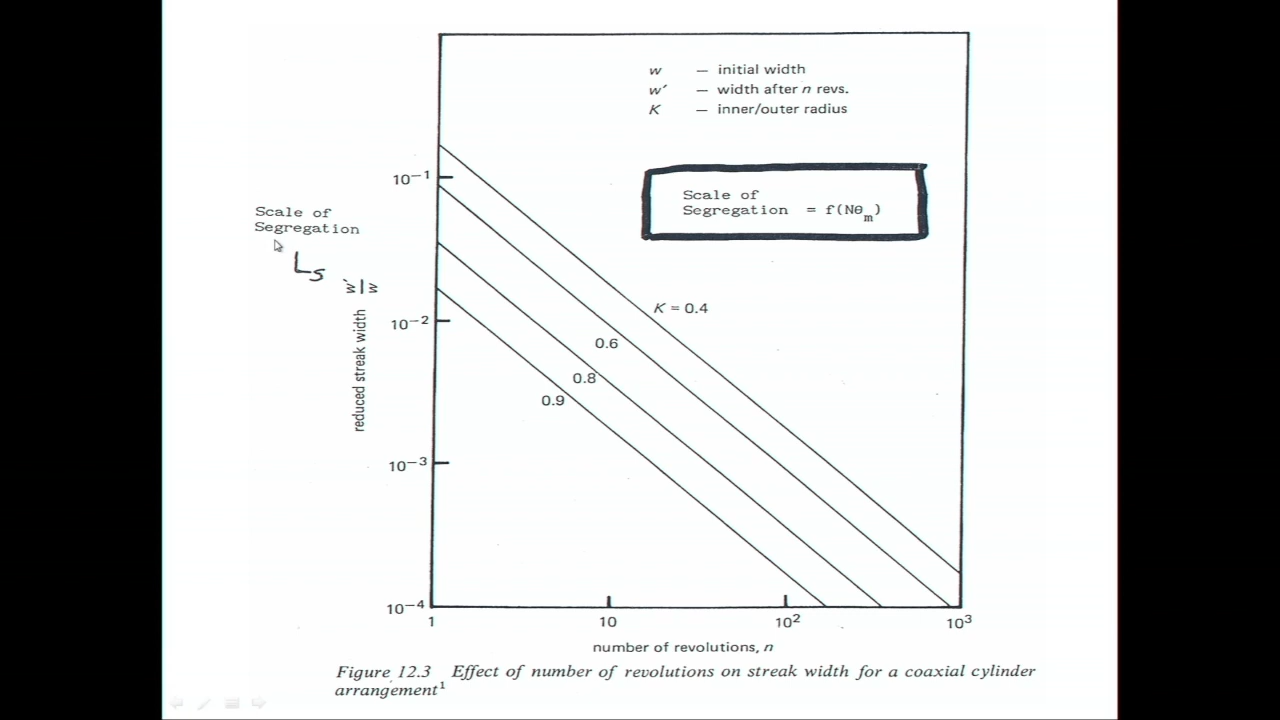 w — initial width
w′ — width after n revs.
K — inner/outer radius
Scale of
Segregation = f(Nθm)
Scale of
Segregation
Ls
w′|w
reduced streak width
10−1
10−2
10−3
10−4
K = 0.4
0.6
0.8
0.9
1 10 10² 10³
number of revolutions, n
Figure 12.3 Effect of number of revolutions on streak width for a coaxial cylinder
arrangement¹